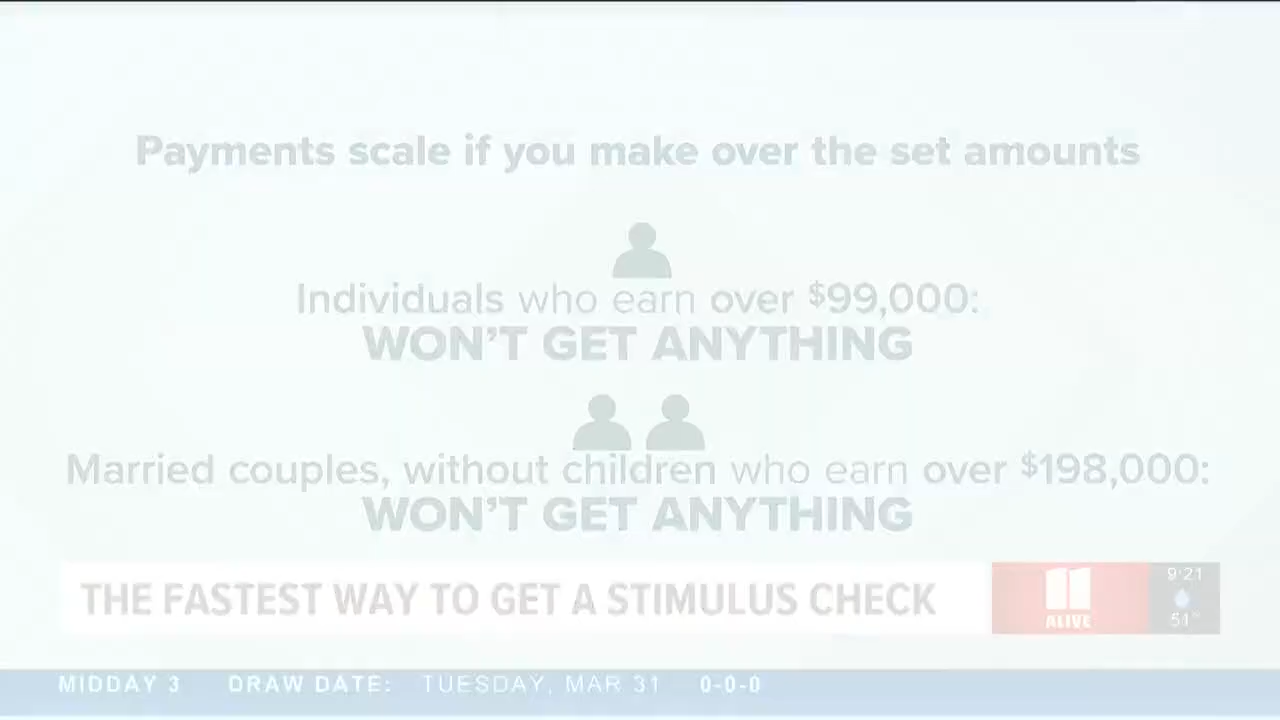 Payments scale if you make over the set amounts
Individuals who earn over $99,000:
WON'T GET ANYTHING
Married couples, without children who earn over $198,000:
WON'T GET ANYTHING
THE FASTEST WAY TO GET A STIMULUS CHECK
11
ALIVE
9:21
51°
MIDDAY 3 DRAW DATE: TUESDAY, MAR 31 0-0-0